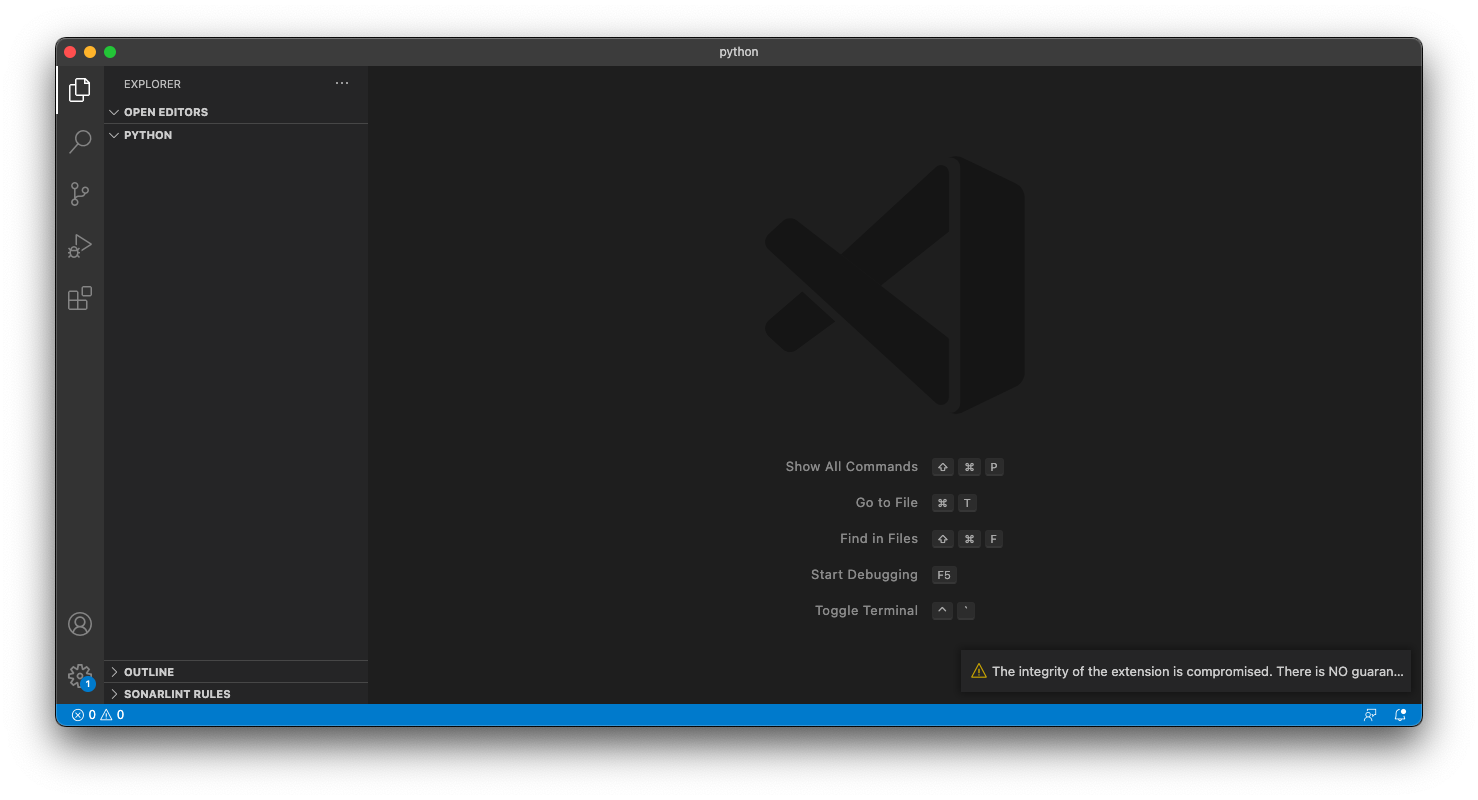 python
EXPLORER
OPEN EDITORS
PYTHON
Show All Commands ⇧ ⌘ P
Go to File ⌘ T
Find in Files ⇧ ⌘ F
Start Debugging F5
Toggle Terminal ^ `
The integrity of the extension is compromised. There is NO guaran...
OUTLINE
1
SONARLINT RULES
0 0